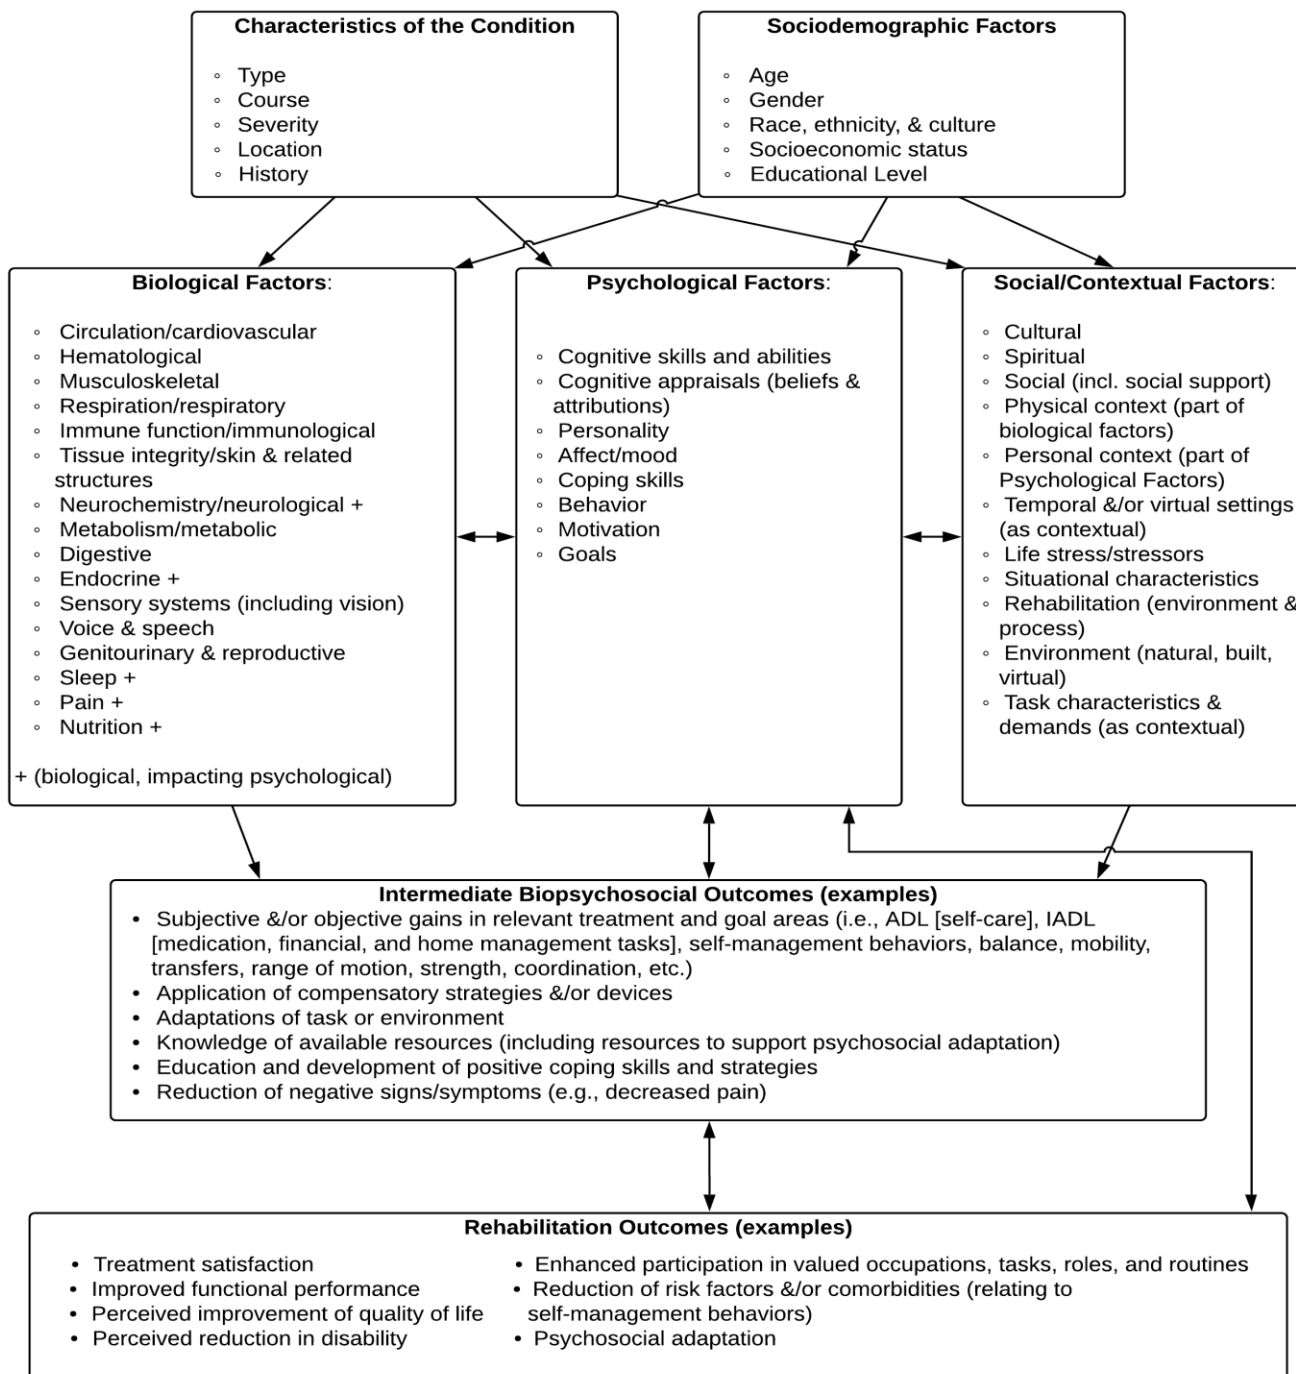 Characteristics of the Condition
◦ Type
◦ Course
◦ Severity
◦ Location
◦ History
Sociodemographic Factors
◦ Age
◦ Gender
◦ Race, ethnicity, & culture
◦ Socioeconomic status
◦ Educational Level
Biological Factors:
◦ Circulation/cardiovascular
◦ Hematological
◦ Musculoskeletal
◦ Respiration/respiratory
◦ Immune function/immunological
◦ Tissue integrity/skin & related
structures
◦ Neurochemistry/neurological +
◦ Metabolism/metabolic
◦ Digestive
◦ Endocrine +
◦ Sensory systems (including vision)
◦ Voice & speech
◦ Genitourinary & reproductive
◦ Sleep +
◦ Pain +
◦ Nutrition +
+ (biological, impacting psychological)
Psychological Factors:
◦ Cognitive skills and abilities
◦ Cognitive appraisals (beliefs &
attributions)
◦ Personality
◦ Affect/mood
◦ Coping skills
◦ Behavior
◦ Motivation
◦ Goals
Social/Contextual Factors:
◦ Cultural
◦ Spiritual
◦ Social (incl. social support)
◦ Physical context (part of
biological factors)
◦ Personal context (part of
Psychological Factors)
◦ Temporal &/or virtual settings
(as contextual)
◦ Life stress/stressors
◦ Situational characteristics
◦ Rehabilitation (environment &
process)
◦ Environment (natural, built,
virtual)
◦ Task characteristics &
demands (as contextual)
Intermediate Biopsychosocial Outcomes (examples)
• Subjective &/or objective gains in relevant treatment and goal areas (i.e., ADL [self-care], IADL
[medication, financial, and home management tasks], self-management behaviors, balance, mobility,
transfers, range of motion, strength, coordination, etc.)
• Application of compensatory strategies &/or devices
• Adaptations of task or environment
• Knowledge of available resources (including resources to support psychosocial adaptation)
• Education and development of positive coping skills and strategies
• Reduction of negative signs/symptoms (e.g., decreased pain)
Rehabilitation Outcomes (examples)
• Treatment satisfaction
• Improved functional performance
• Perceived improvement of quality of life
• Perceived reduction in disability
• Enhanced participation in valued occupations, tasks, roles, and routines
• Reduction of risk factors &/or comorbidities (relating to
self-management behaviors)
• Psychosocial adaptation